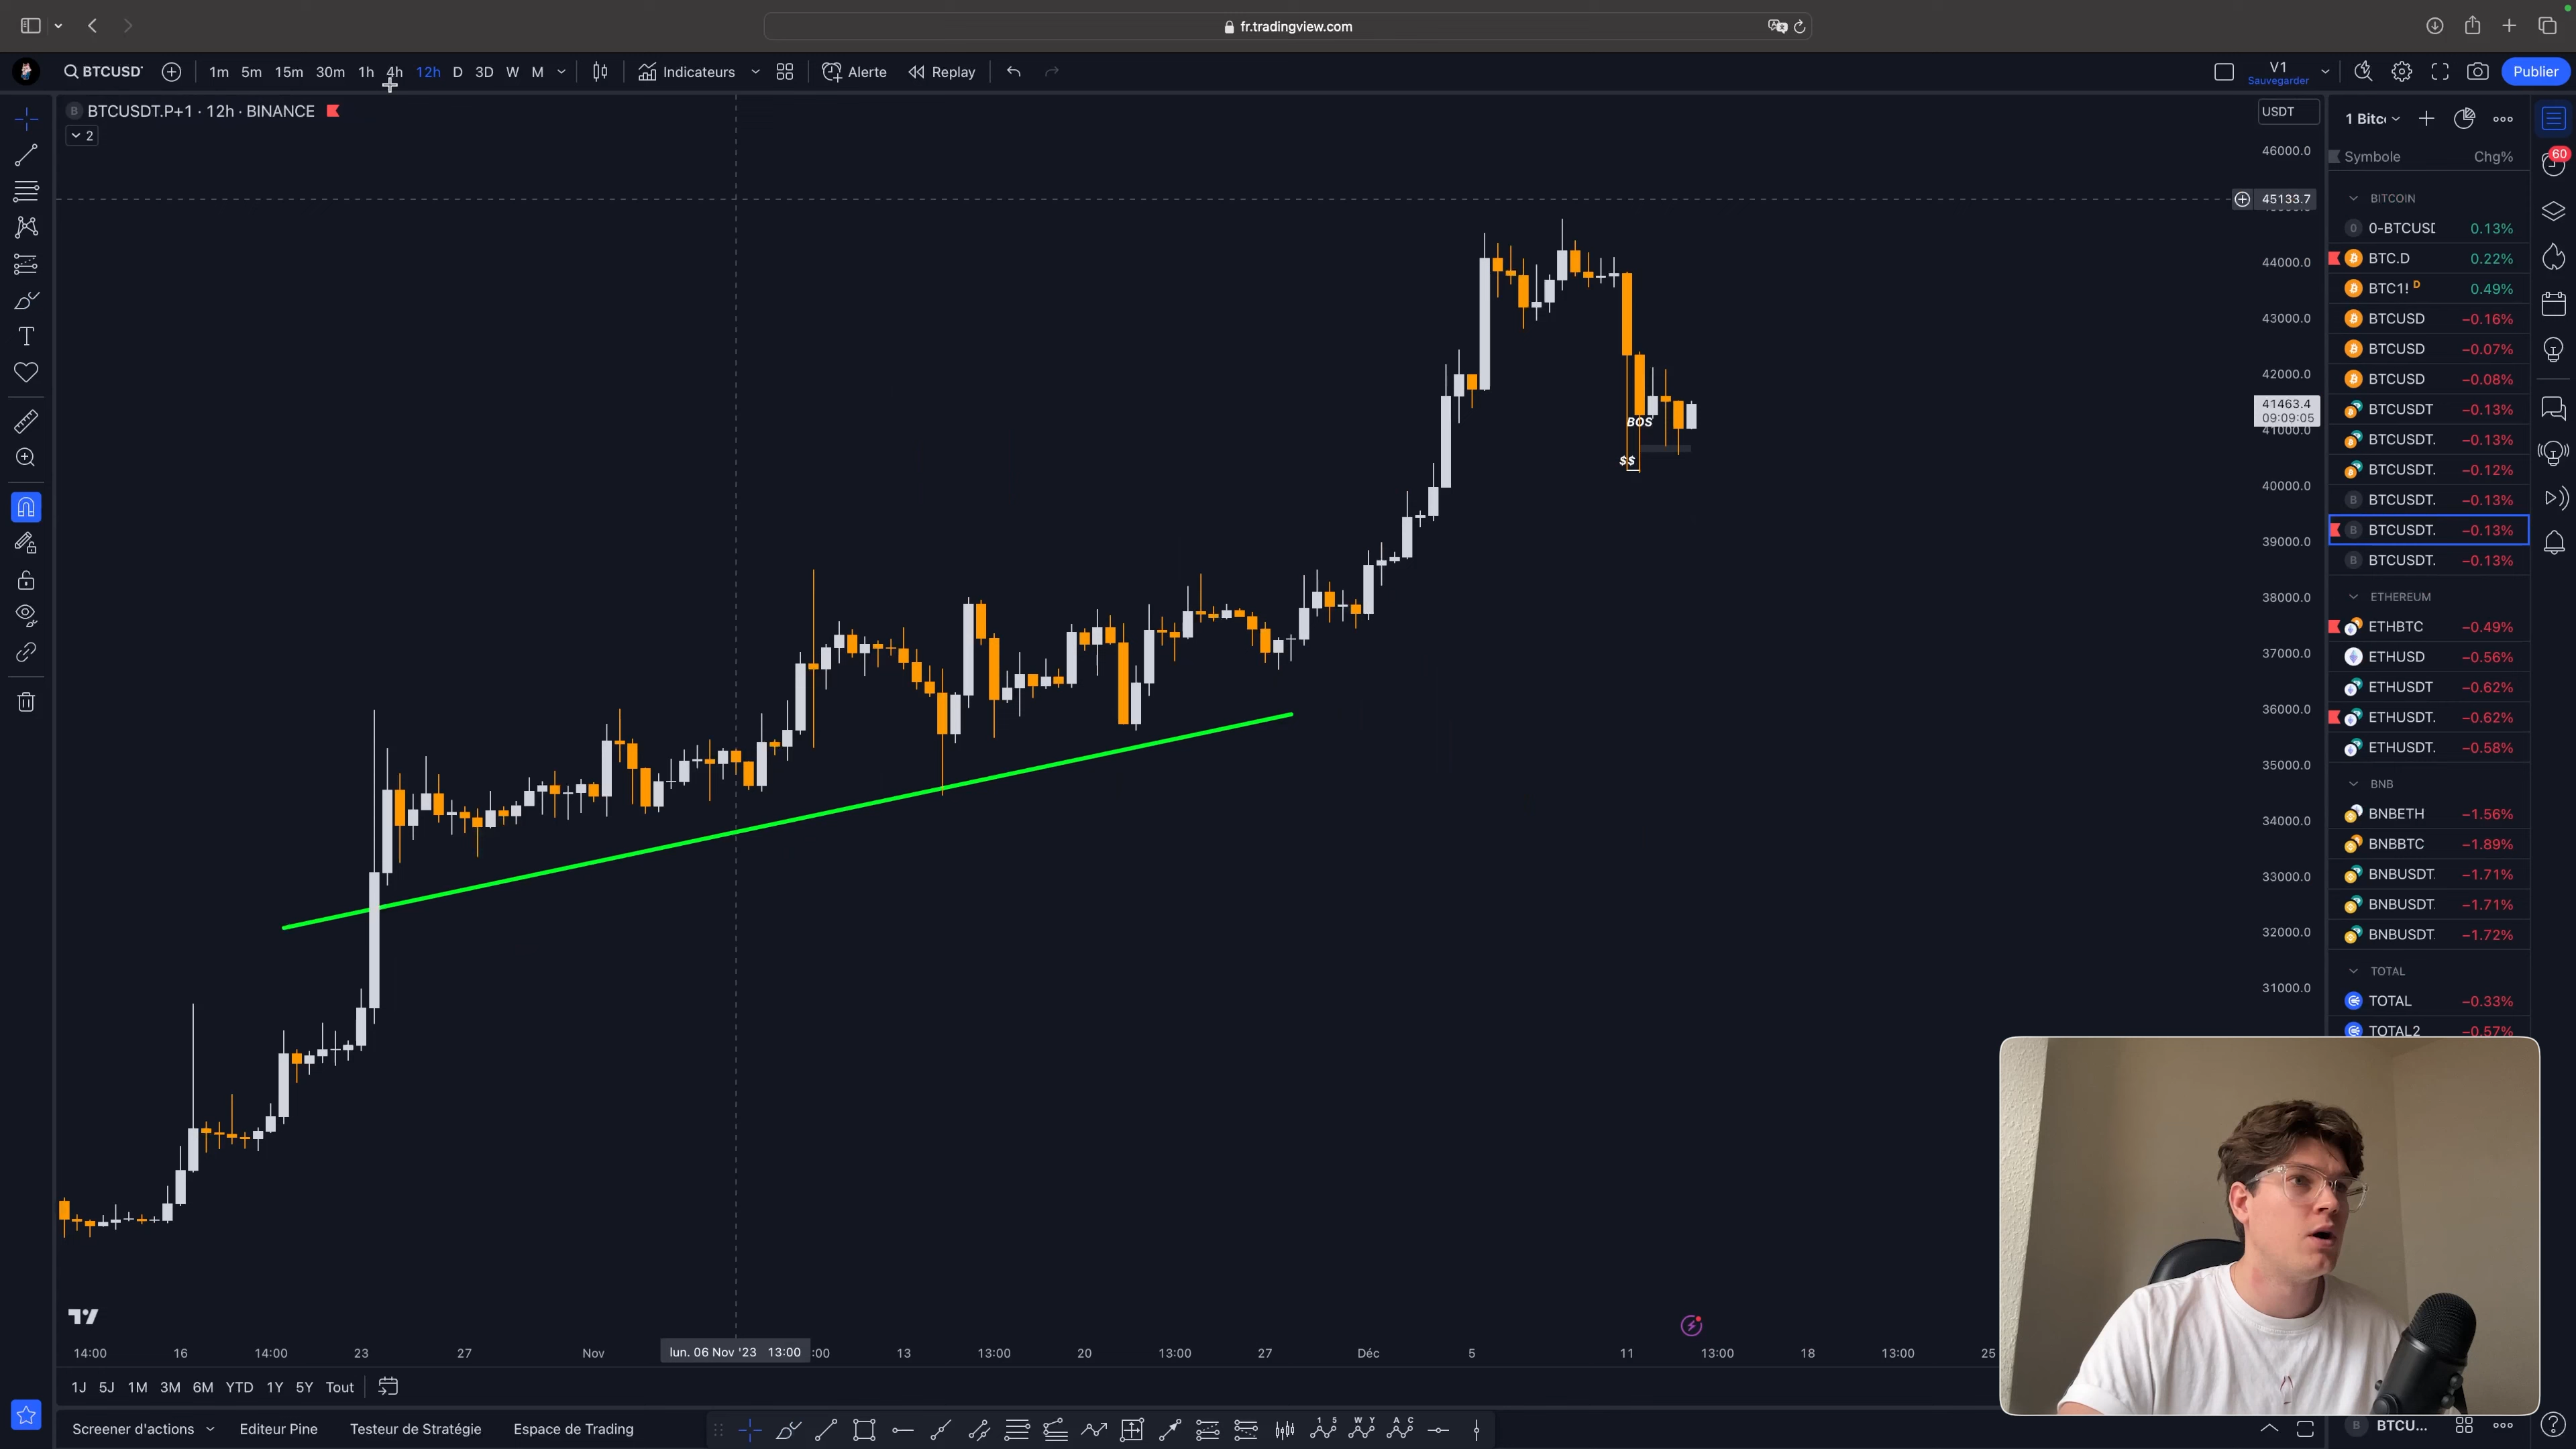 fr.tradingview.com
BTCUSDT
1m 5m 15m 30m 1h 4h 12h D 3D W M
Indicateurs
Alerte
Replay
V1
Sauvegarder
Publier
BTCUSDT.P+1 · 12h · BINANCE
2
USDT
46000.0
45133.7
44000.0
43000.0
42000.0
41463.4
09:09:05
41000.0
40000.0
39000.0
38000.0
37000.0
36000.0
35000.0
34000.0
33000.0
32000.0
31000.0
BOS
$$
14:00 16 14:00 23 27 Nov lun. 06 Nov '23 13:00 :00 13 13:00 20 13:00 27 Déc 5 11 13:00 18 13:00 25
1J 5J 1M 3M 6M YTD 1Y 5Y Tout
Screener d'actions
Editeur Pine
Testeur de Stratégie
Espace de Trading
1 Bitc
Symbole Chg%
BITCOIN
0-BTCUSD 0.13%
BTC.D 0.22%
BTC1! D 0.49%
BTCUSD −0.16%
BTCUSD −0.07%
BTCUSD −0.08%
BTCUSDT −0.13%
BTCUSDT. −0.13%
BTCUSDT. −0.12%
BTCUSDT. −0.13%
BTCUSDT. −0.13%
BTCUSDT. −0.13%
ETHEREUM
ETHBTC −0.49%
ETHUSD −0.56%
ETHUSDT −0.62%
ETHUSDT. −0.62%
ETHUSDT. −0.58%
BNB
BNBETH −1.56%
BNBBTC −1.89%
BNBUSDT −1.71%
BNBUSDT −1.71%
BNBUSDT −1.72%
TOTAL
TOTAL −0.33%
TOTAL2 −0.57%
60
BTCU...